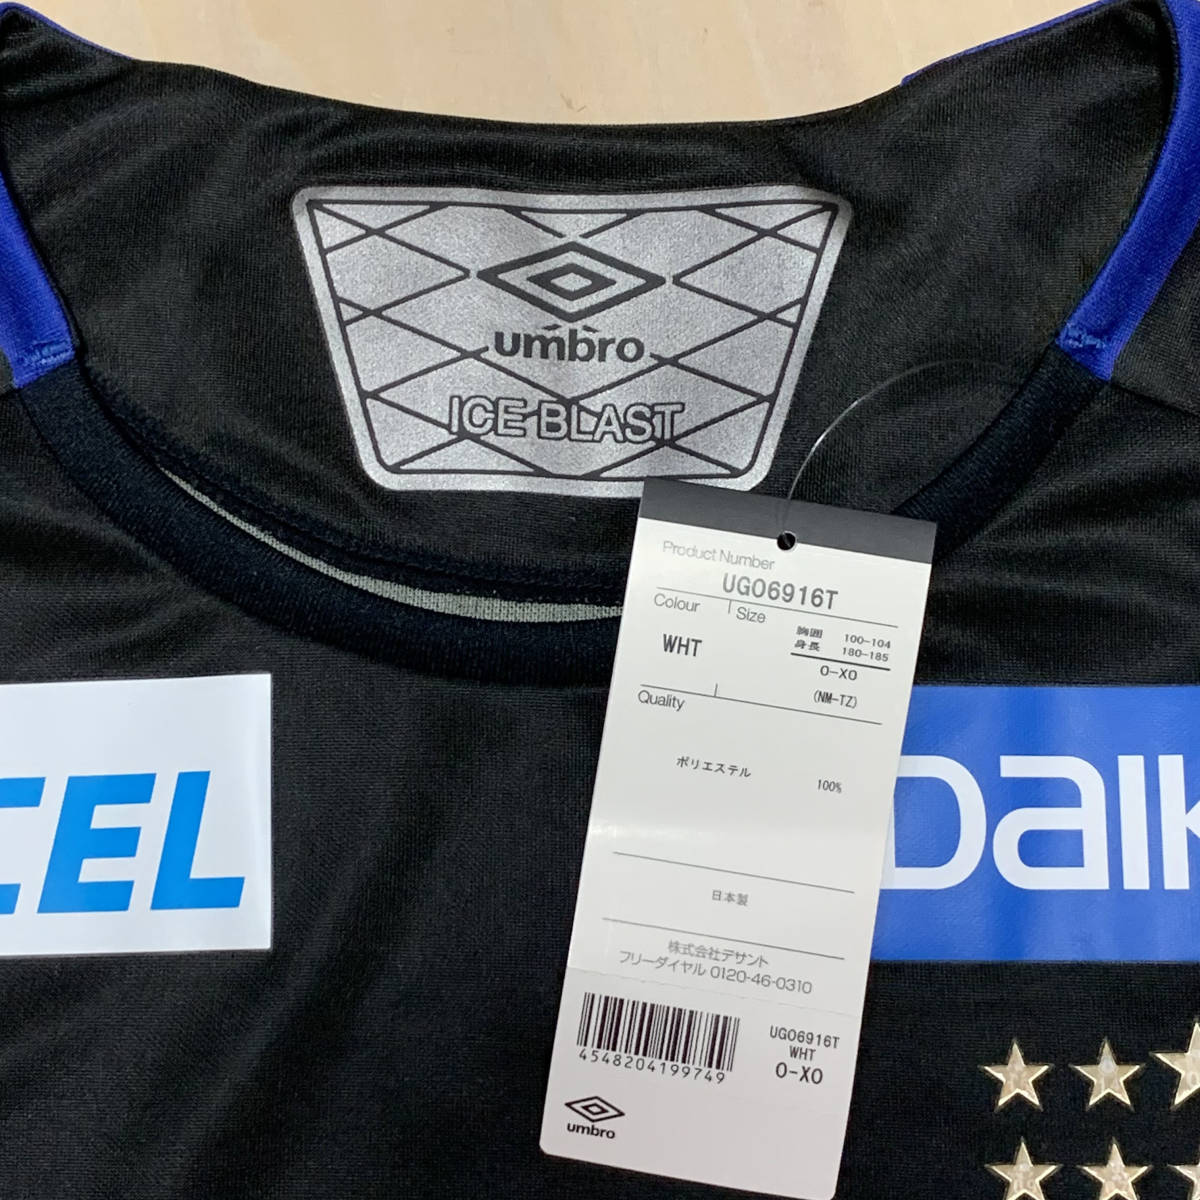 umbro
ICE BLAST
Product Number
UGO6916T
Colour
Size
WHT
胸囲 100-104
身長 180-185
O-XO
(NM-TZ)
Quality
ポリエステル 100%
日本製
株式会社デサント
フリーダイヤル 0120-46-0310
4548204199749
UGO6916T
WHT
O-XO
umbro
CEL
DAIK